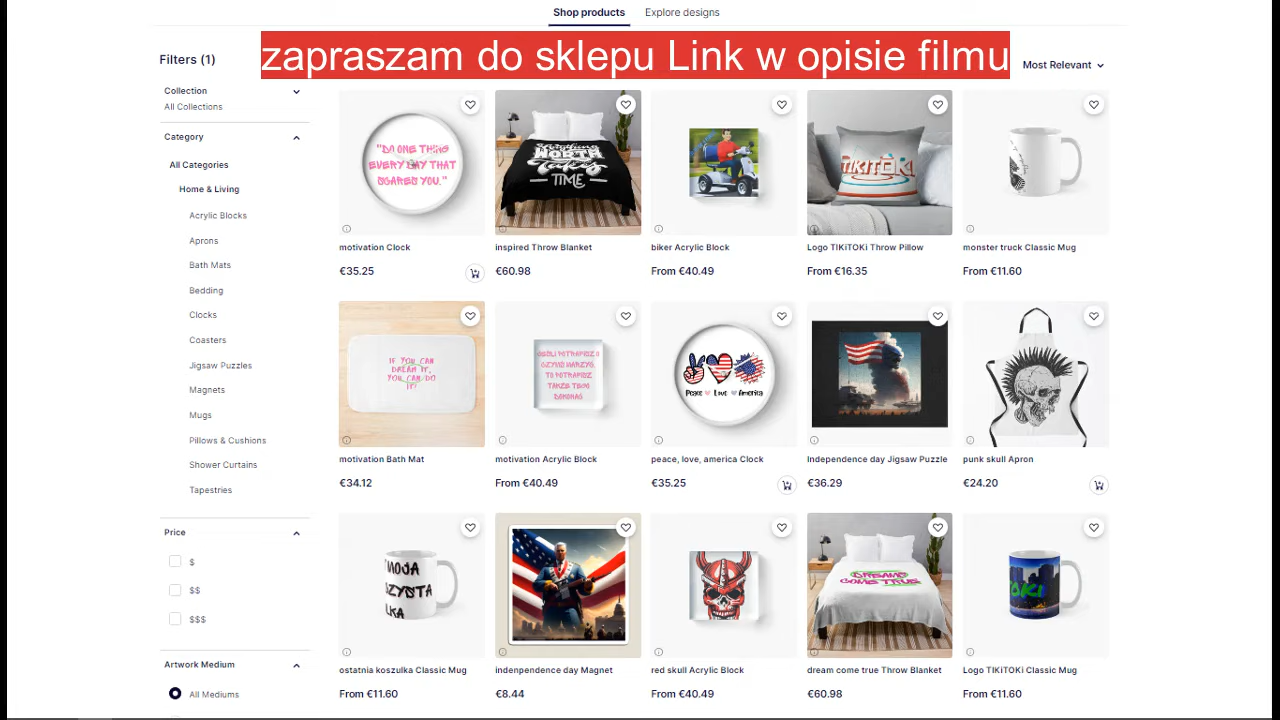 Shop products
Explore designs
zapraszam do sklepu Link w opisie filmu
Filters (1)
Most Relevant
Collection
All Collections
Category
All Categories
Home & Living
Acrylic Blocks
Aprons
Bath Mats
Bedding
Clocks
Coasters
Jigsaw Puzzles
Magnets
Mugs
Pillows & Cushions
Shower Curtains
Tapestries
Price
$
$$
$$$
Artwork Medium
All Mediums
"DO ONE THING
EVERY DAY THAT
SCARES YOU."
WORTH
TIME
TIKITOKI
motivation Clock
inspired Throw Blanket
biker Acrylic Block
Logo TIKiTOKi Throw Pillow
monster truck Classic Mug
€35.25
€60.98
From €40.49
From €16.35
From €11.60
IF YOU CAN
DREAM IT,
YOU CAN DO
IT!
Peace Love America
motivation Bath Mat
motivation Acrylic Block
peace, love, america Clock
Independence day Jigsaw Puzzle
punk skull Apron
€34.12
From €40.49
€35.25
€36.29
€24.20
DREAMS
COME TRUE
ostatnia koszulka Classic Mug
indenpendence day Magnet
red skull Acrylic Block
dream come true Throw Blanket
Logo TIKiTOKi Classic Mug
From €11.60
€8.44
From €40.49
€60.98
From €11.60